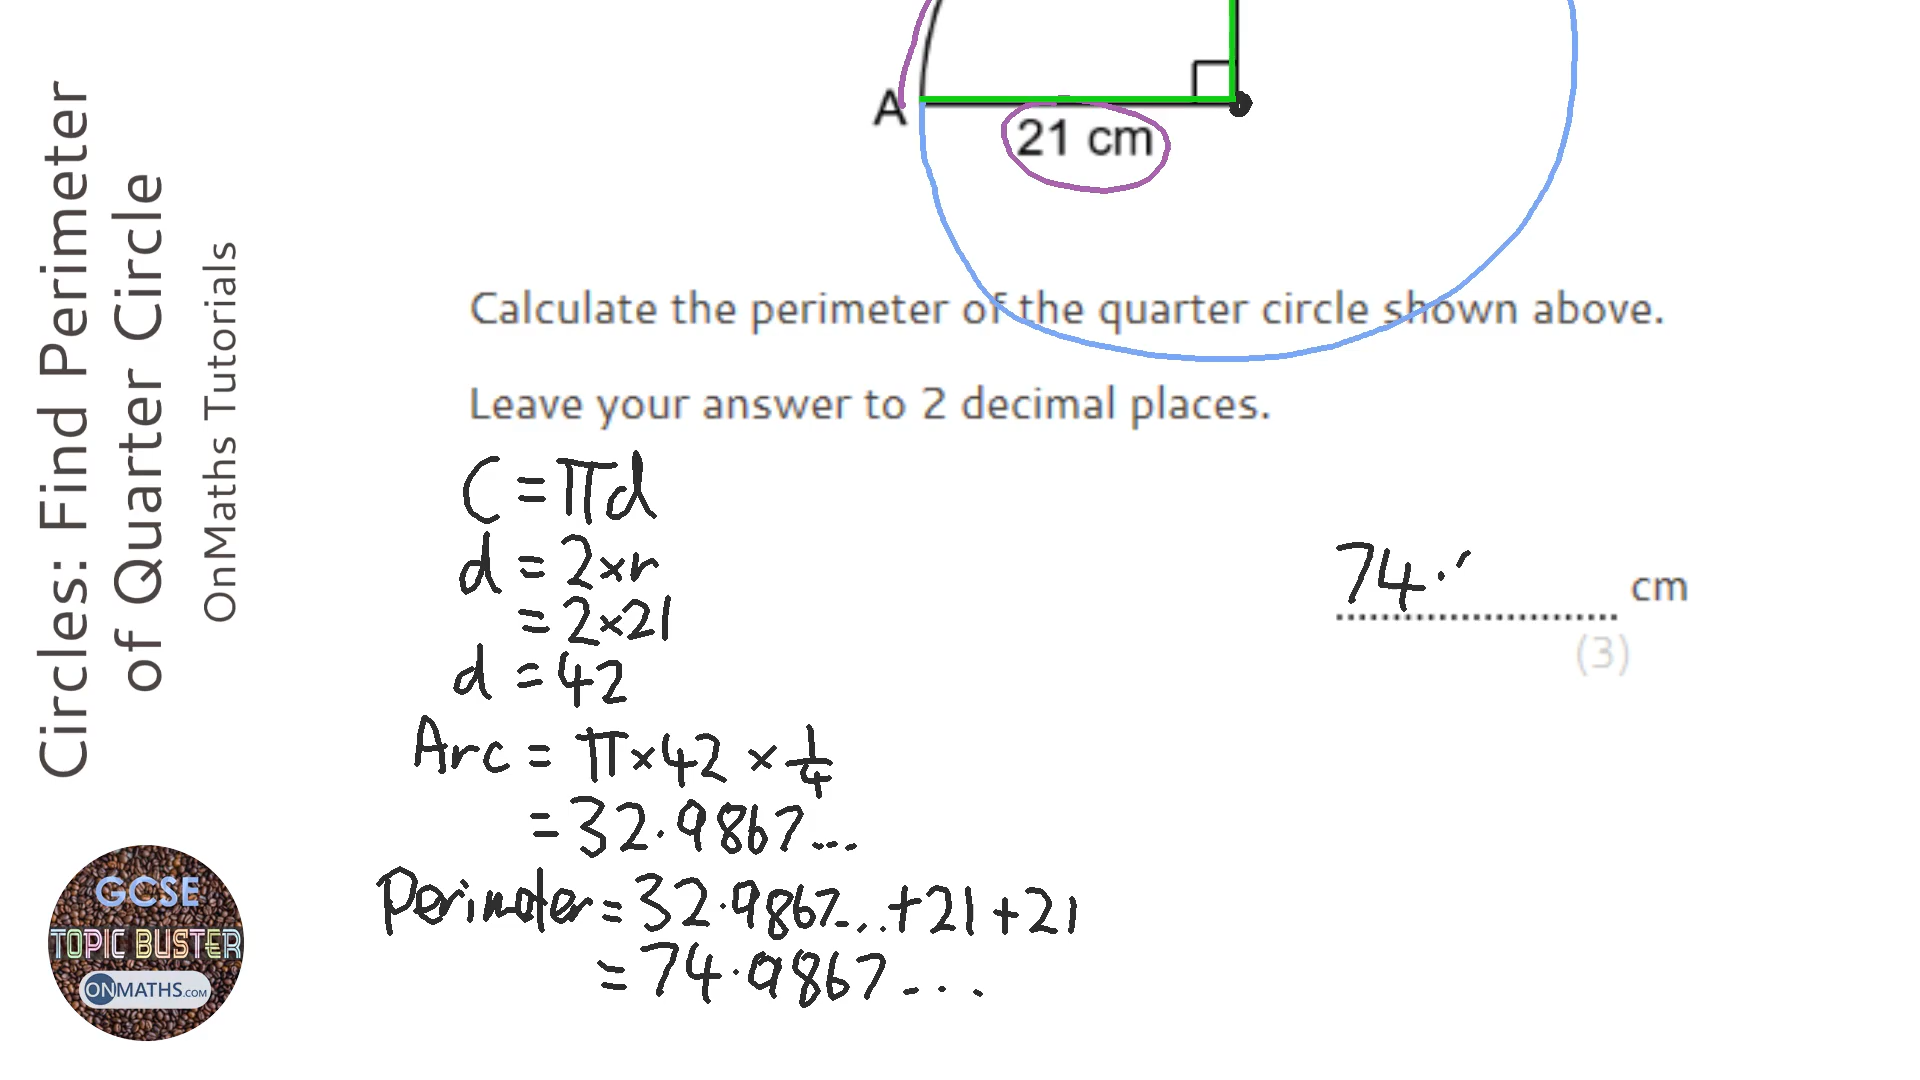 Circles: Find Perimeter
of Quarter Circle
OnMaths Tutorials
A
21 cm
Calculate the perimeter of the quarter circle shown above.
Leave your answer to 2 decimal places.
C = πd
d = 2×r
= 2×21
d = 42
Arc = π×42 × 1/4
= 32.9867...
Perimeter = 32.9867... + 21 + 21
= 74.9867...
74.
cm
(3)
GCSE
TOPIC BUSTER
ONMATHS.COM